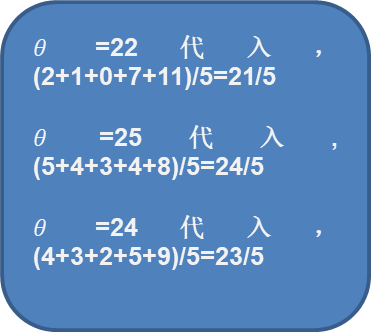 θ =22 代 入 ，
(2+1+0+7+11)/5=21/5
θ =25 代 入 ,
(5+4+3+4+8)/5=24/5
θ =24 代 入 ，
(4+3+2+5+9)/5=23/5